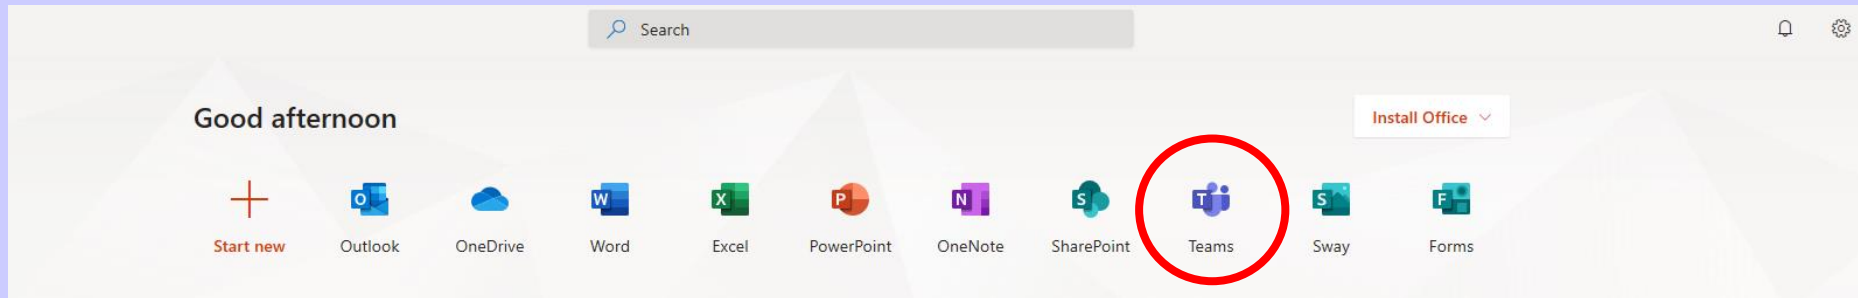 Search
Good afternoon
Install Office
Start new Outlook OneDrive Word Excel PowerPoint OneNote SharePoint Teams Sway Forms